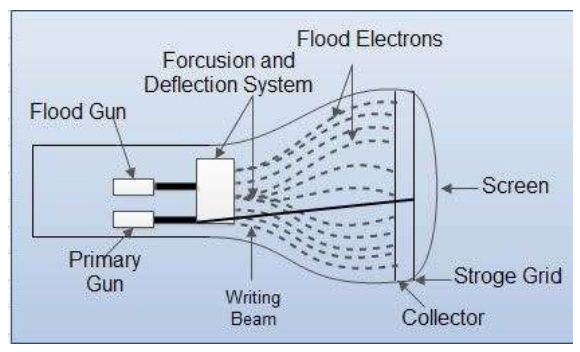 Forcusion and
Deflection System
Flood Electrons
Flood Gun
Screen
Primary
Gun
Writing
Beam
Stroge Grid
Collector